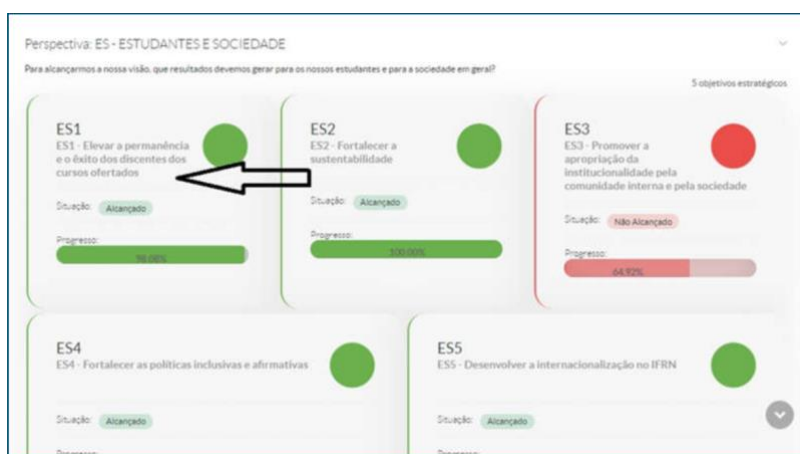 Perspectiva: ES - ESTUDANTES E SOCIEDADE
Para alcançarmos a nossa visão, que resultados devemos gerar para os nossos estudantes e para a sociedade em geral?
5 objetivos estratégicos
ES1
ES1 - Elevar a permanência
e o êxito dos discentes dos
cursos ofertados
Situação: Alcançado
Progresso:
98.08%
ES2
ES2 - Fortalecer a
sustentabilidade
Situação: Alcançado
Progresso:
100.00%
ES3
ES3 - Promover a
apropriação da
institucionalidade pela
comunidade interna e pela sociedade
Situação: Não Alcançado
Progresso:
64.92%
ES4
ES4 - Fortalecer as políticas inclusivas e afirmativas
Situação: Alcançado
Progresso:
ES5
ES5 - Desenvolver a internacionalização no IFRN
Situação: Alcançado
Progresso: